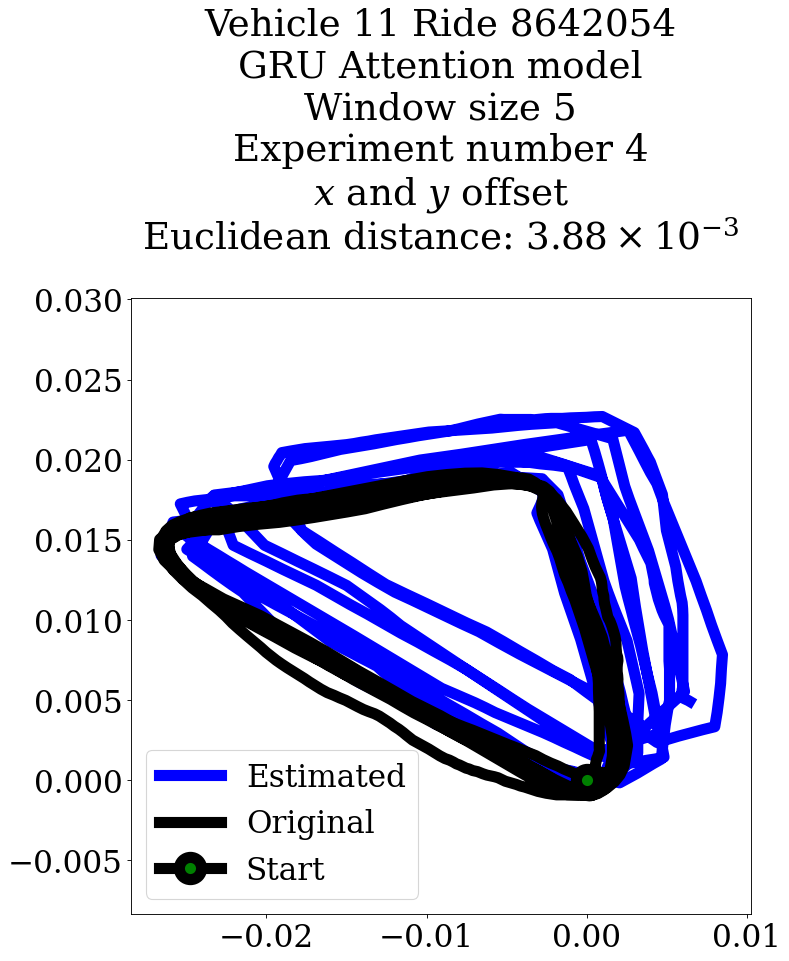 Vehicle 11 Ride 8642054
GRU Attention model
Window size 5
Experiment number 4
x and y offset
Euclidean distance: 3.88 × 10⁻³
0.030
0.025
0.020
0.015
0.010
0.005
0.000
−0.005
Estimated
Original
Start
−0.02 −0.01 0.00 0.01